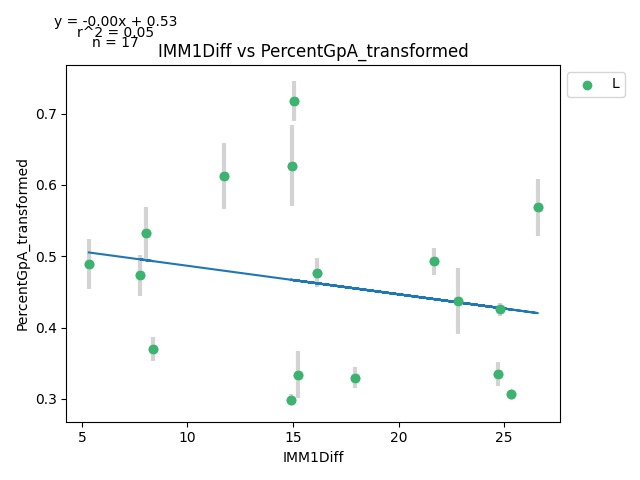 y = -0.00x + 0.53
r^2 = 0.05
n = 17
IMM1Diff vs PercentGpA_transformed
L
PercentGpA_transformed
0.7
0.6
0.5
0.4
0.3
5 10 15 20 25
IMM1Diff